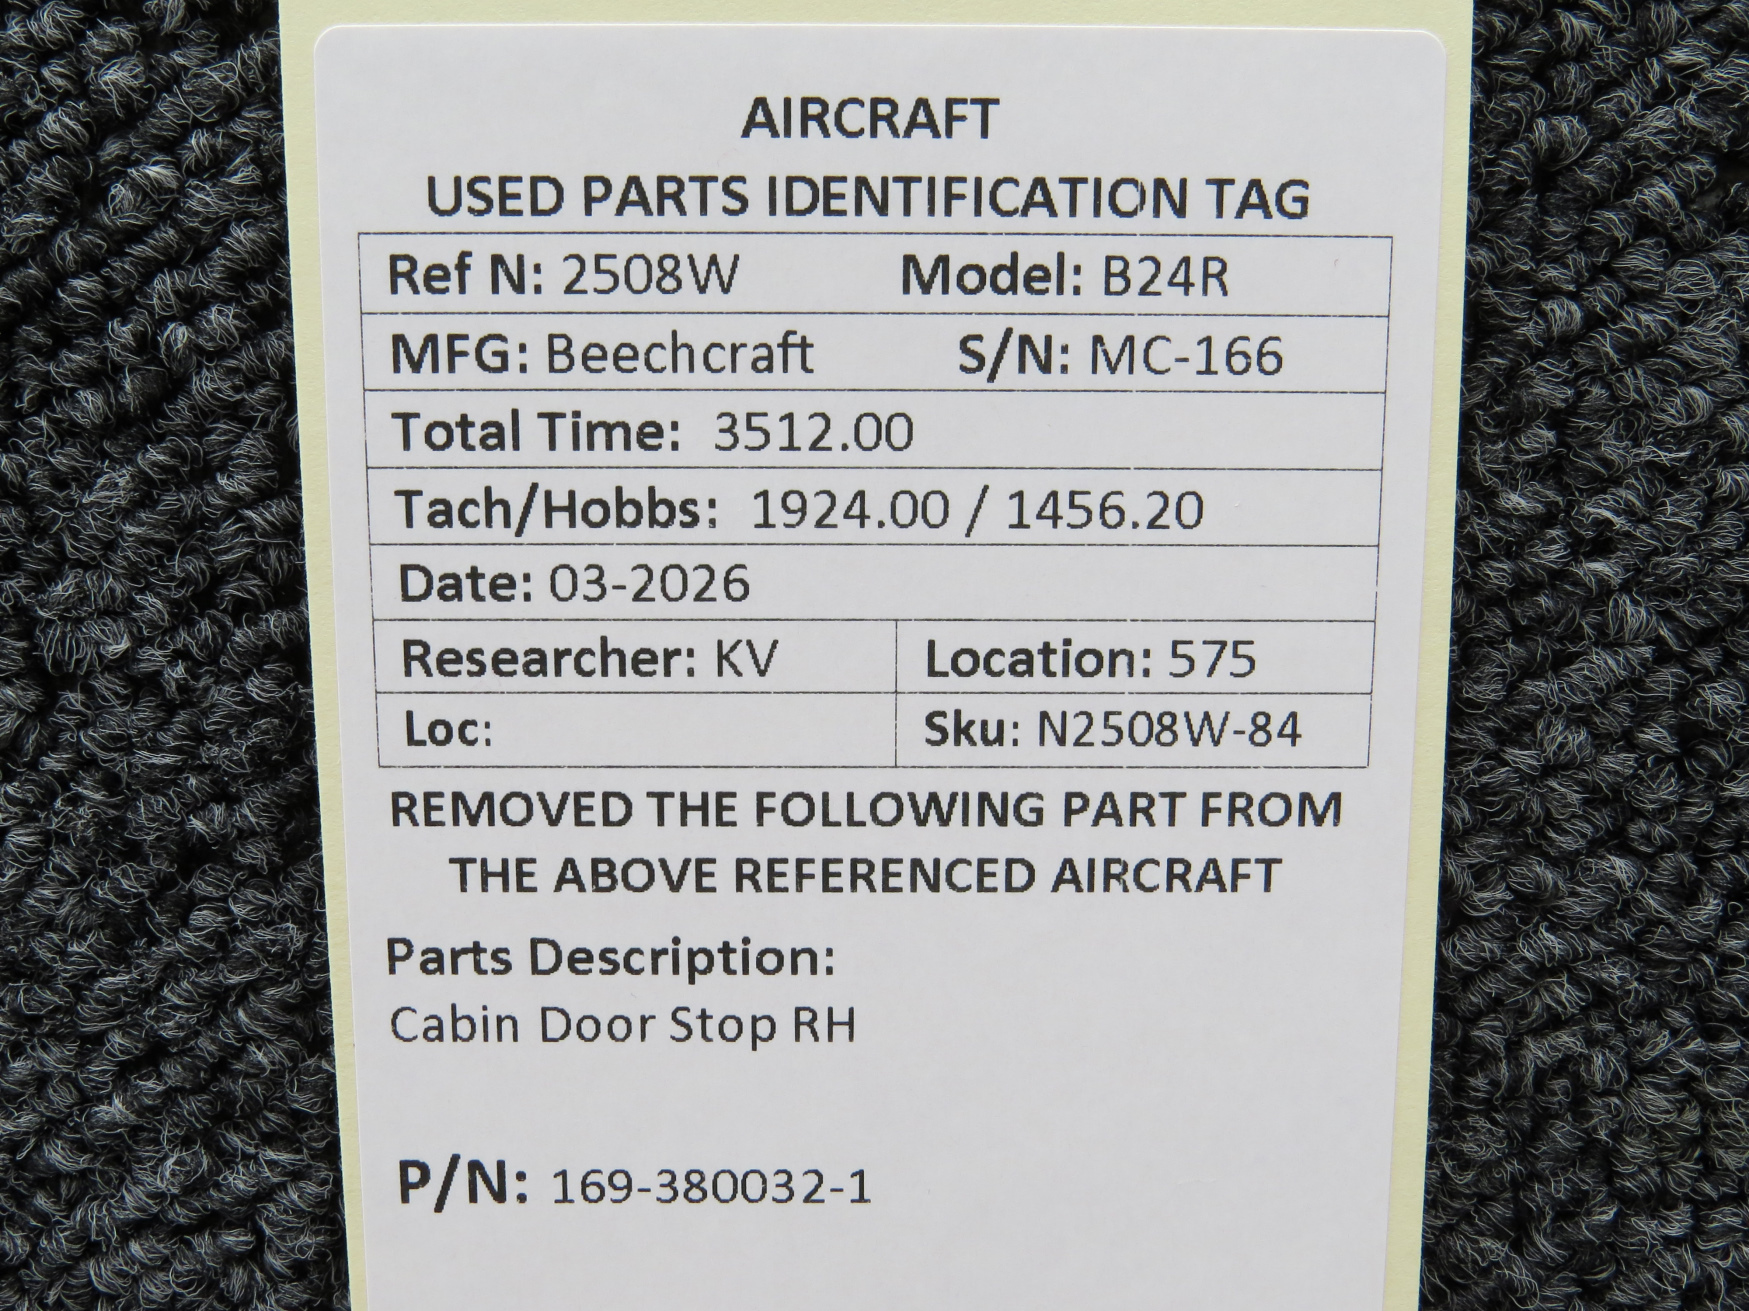 AIRCRAFT
USED PARTS IDENTIFICATION TAG
Ref N: 2508W Model: B24R
MFG: Beechcraft S/N: MC-166
Total Time: 3512.00
Tach/Hobbs: 1924.00 / 1456.20
Date: 03-2026
Researcher: KV Location: 575
Loc: Sku: N2508W-84
REMOVED THE FOLLOWING PART FROM
THE ABOVE REFERENCED AIRCRAFT
Parts Description:
Cabin Door Stop RH
P/N: 169-380032-1